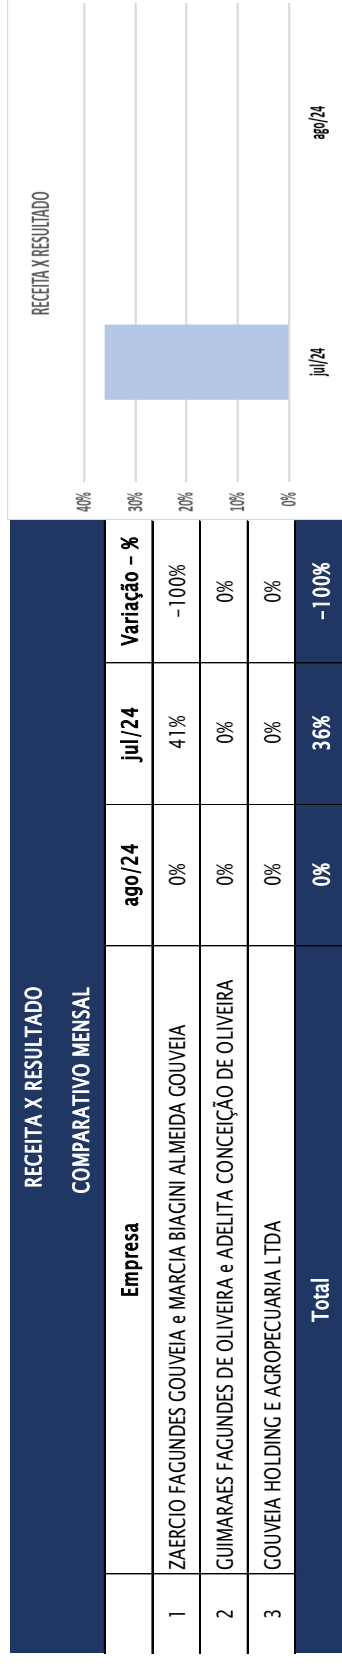 RECEITA X RESULTADO
COMPARATIVO MENSAL
Empresa ago/24 jul/24 Variação – %
1 ZAERCIO FAGUNDES GOUVEIA e MARCIA BIAGINI ALMEIDA GOUVEIA 0% 41% -100%
2 GUIMARAES FAGUNDES DE OLIVEIRA e ADELITA CONCEIÇÃO DE OLIVEIRA 0% 0% 0%
3 GOUVEIA HOLDING E AGROPECUARIA LTDA 0% 0% 0%
Total 0% 36% -100%
RECEITA X RESULTADO
40%
30%
20%
10%
0%
jul/24 ago/24